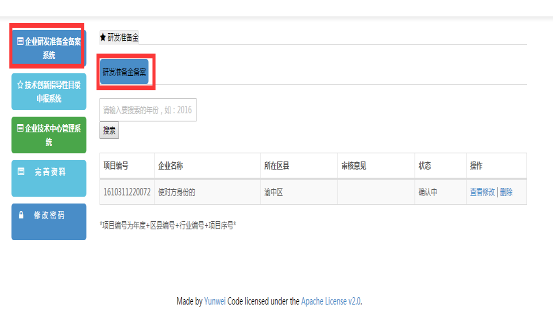 企业研发准备金备案
系统
技术创新指导性目录
申报系统
企业技术中心管理系
统
完善资料
修改密码
研发准备金
研发准备金备案
请输入要搜索的年份，如：2016
搜索
项目编号 企业名称 所在区县 审核意见 状态 操作
1610311220072 使对方身份的 渝中区 确认中 查看修改 | 删除
*项目编号为年度+区县编号+行业编号+项目序号*
Made by Yunwei Code licensed under the Apache License v2.0.